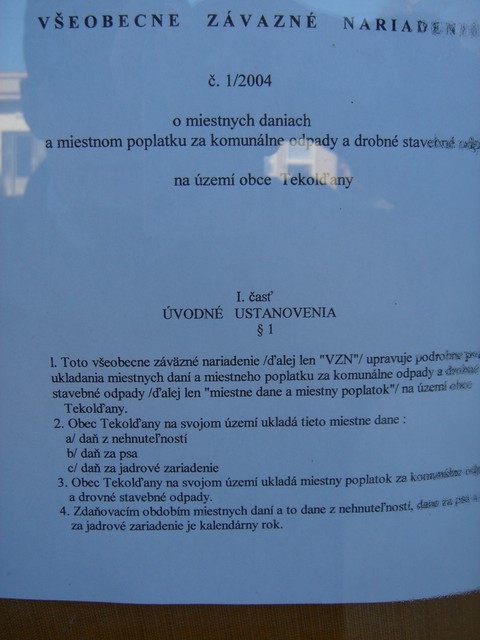 VŠEOBECNE ZÁVAZNÉ NARIADENIE
č. 1/2004
o miestnych daniach
a miestnom poplatku za komunálne odpady a drobné stavebné
na území obce Tekolďany
I. časť
ÚVODNÉ USTANOVENIA
§ 1
1. Toto všeobecne záväzné nariadenie /ďalej len "VZN"/ upravuje podrobne
ukladania miestnych daní a miestneho poplatku za komunálne odpady a drobné
stavebné odpady /ďalej len "miestne dane a miestny poplatok"/ na území obce
Tekolďany.
2. Obec Tekolďany na svojom území ukladá tieto miestne dane :
a/ daň z nehnuteľností
b/ daň za psa
c/ daň za jadrové zariadenie
3. Obec Tekolďany na svojom území ukladá miestny poplatok za komunálne
a drovné stavebné odpady.
4. Zdaňovacím obdobím miestnych daní a to dane z nehnuteľností, dane za psa a
za jadrové zariadenie je kalendárny rok.